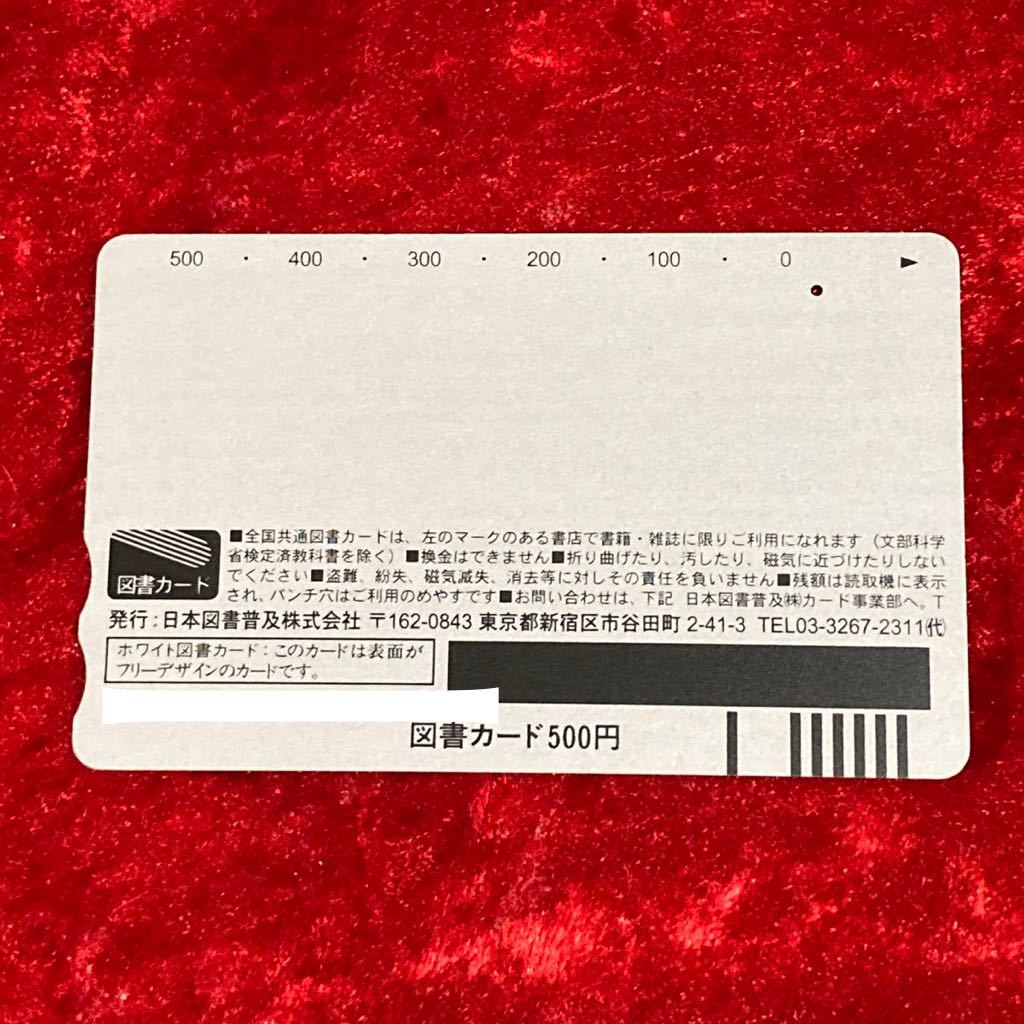 500 ・ 400 ・ 300 ・ 200 ・ 100 ・ 0 ▶
図書カード
■全国共通図書カードは、左のマークのある書店で書籍・雑誌に限りご利用になれます（文部科学
省検定済教科書を除く）■換金はできません■折り曲げたり、汚したり、磁気に近づけたりしない
でください■盗難、紛失、磁気滅失、消去等に対しその責任を負いません■残額は読取機に表示
され、パンチ穴はご利用のめやすです■お問い合わせは、下記 日本図書普及㈱カード事業部へ。T
発行：日本図書普及株式会社 〒162-0843 東京都新宿区市谷田町 2-41-3 TEL03-3267-2311㈹
ホワイト図書カード：このカードは表面が
フリーデザインのカードです。
図書カード500円